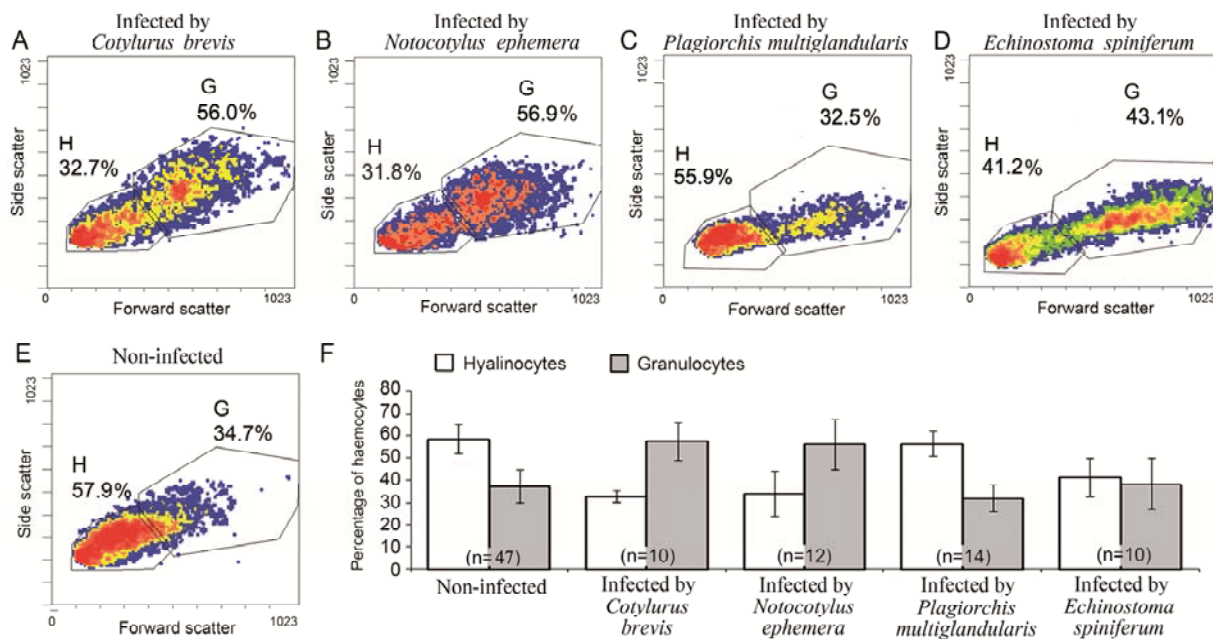 Infected by
A
Cotylurus brevis
1023
G
56.0%
H
32.7%
Side scatter
0
1023
Forward scatter
Infected by
B
Notocotylus ephemera
1023
G
56.9%
H
31.8%
Side scatter
0
1023
Forward scatter
Infected by
C
Plagiorchis multiglandularis
1023
G
32.5%
H
55.9%
Side scatter
0
1023
Forward scatter
Infected by
D
Echinostoma spiniferum
1023
G
43.1%
H
41.2%
Side scatter
0
1023
Forward scatter
E
Non-infected
1023
G
34.7%
H
57.9%
Side scatter
0
1023
Forward scatter
F
Hyalinocytes
Granulocytes
Percentage of haemocytes
80
70
60
50
40
30
20
10
0
(n=47)
(n=10)
(n=12)
(n=14)
(n=10)
Non-infected
Infected by
Cotylurus
brevis
Infected by
Notocotylus
ephemera
Infected by
Plagiorchis
multiglandularis
Infected by
Echinostoma
spiniferum